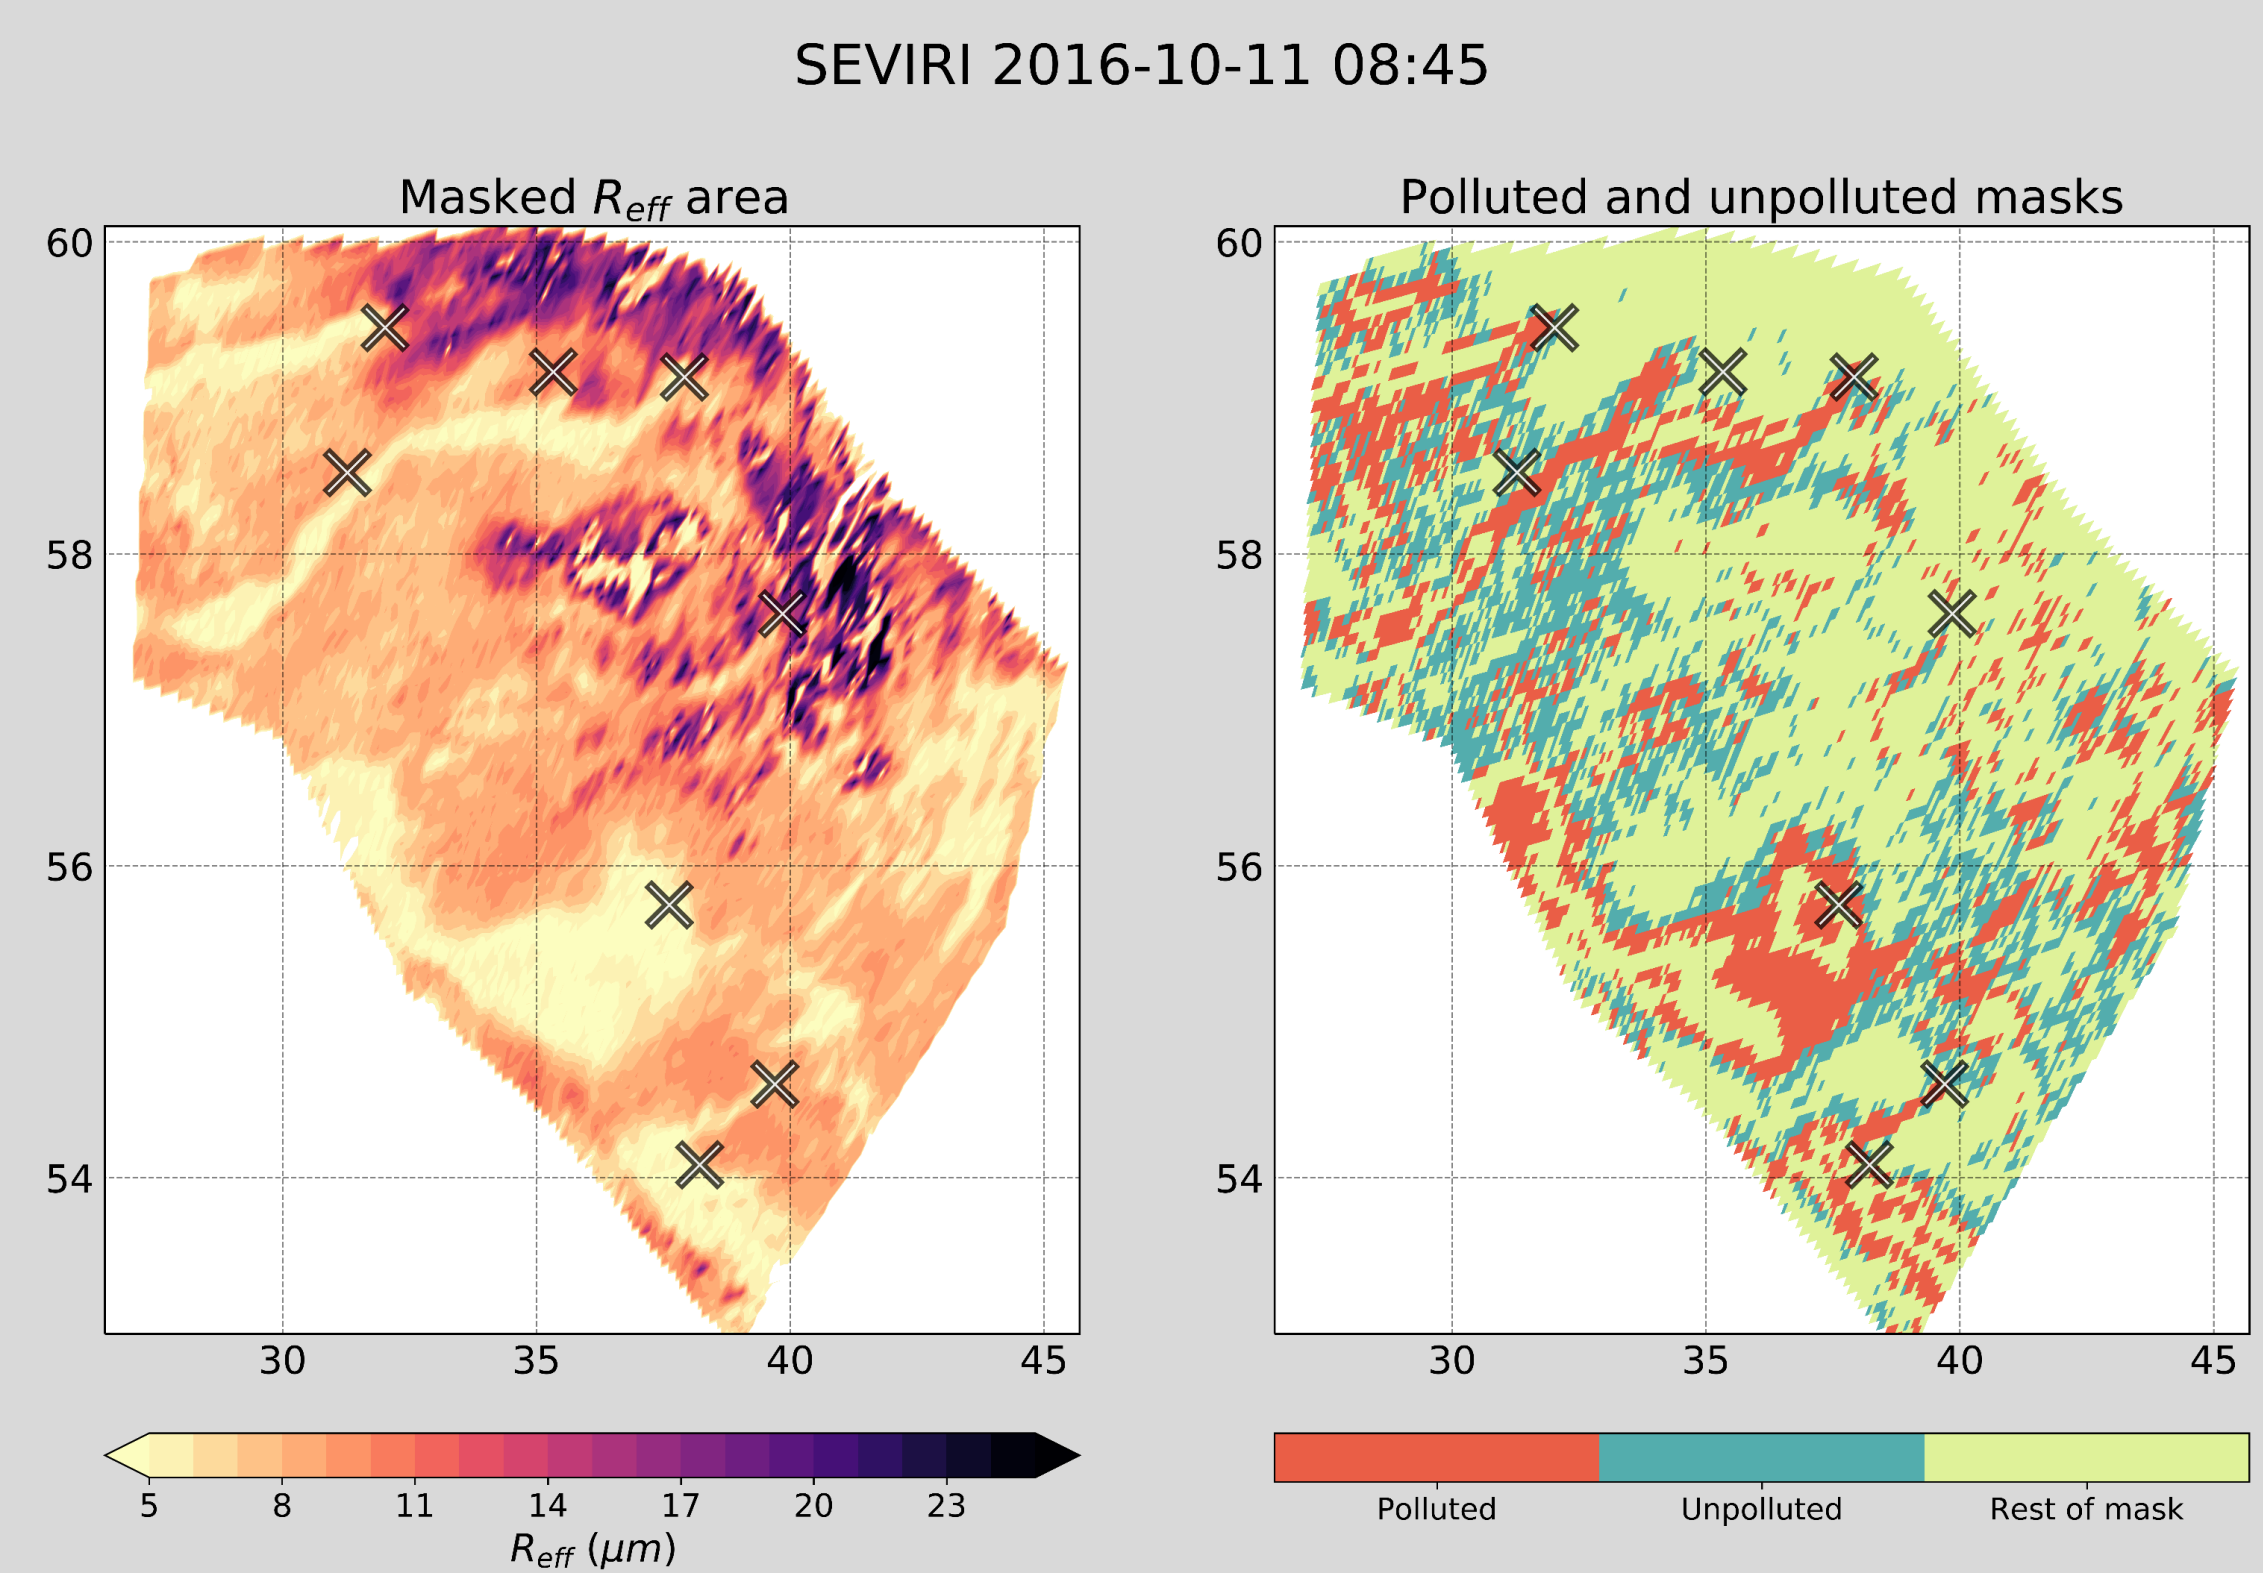 SEVIRI 2016-10-11 08:45
Masked R_eff area
Polluted and unpolluted masks
60
58
56
54
30 35 40 45
60
58
56
54
30 35 40 45
5 8 11 14 17 20 23
R_eff (μm)
Polluted Unpolluted Rest of mask